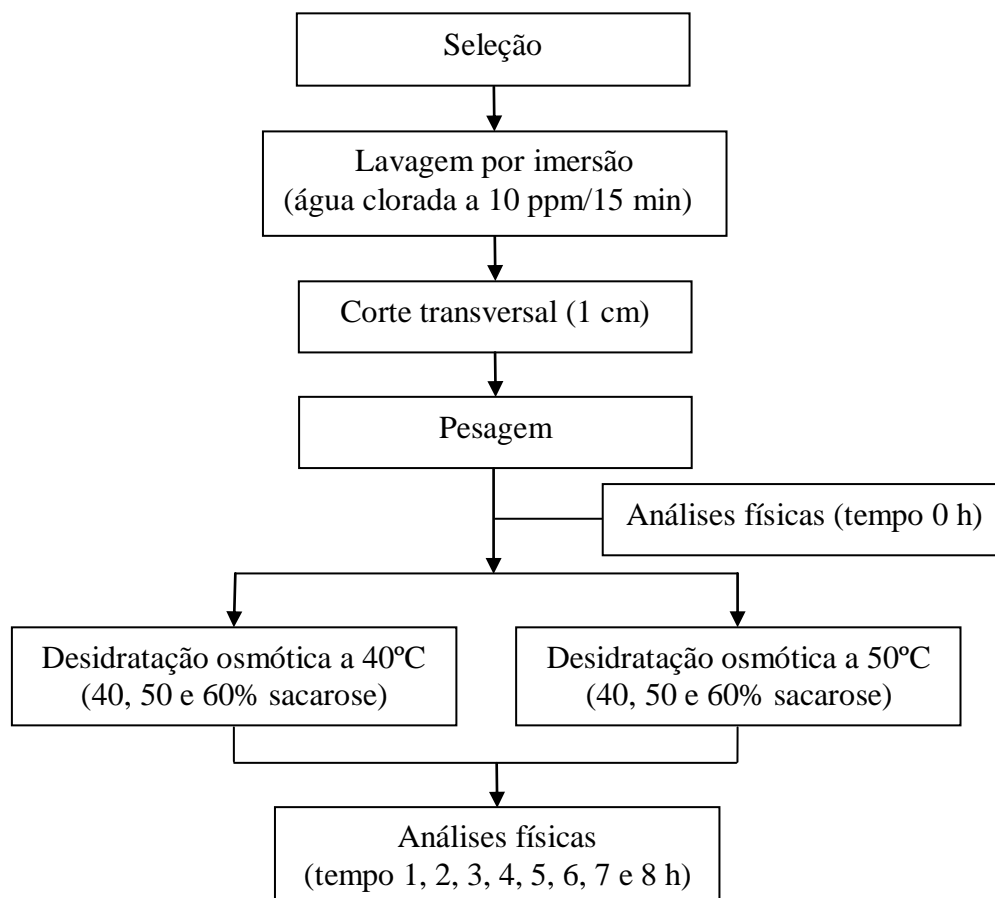 Seleção
Lavagem por imersão
(água clorada a 10 ppm/15 min)
Corte transversal (1 cm)
Pesagem
Análises físicas (tempo 0 h)
Desidratação osmótica a 40ºC
(40, 50 e 60% sacarose)
Desidratação osmótica a 50ºC
(40, 50 e 60% sacarose)
Análises físicas
(tempo 1, 2, 3, 4, 5, 6, 7 e 8 h)